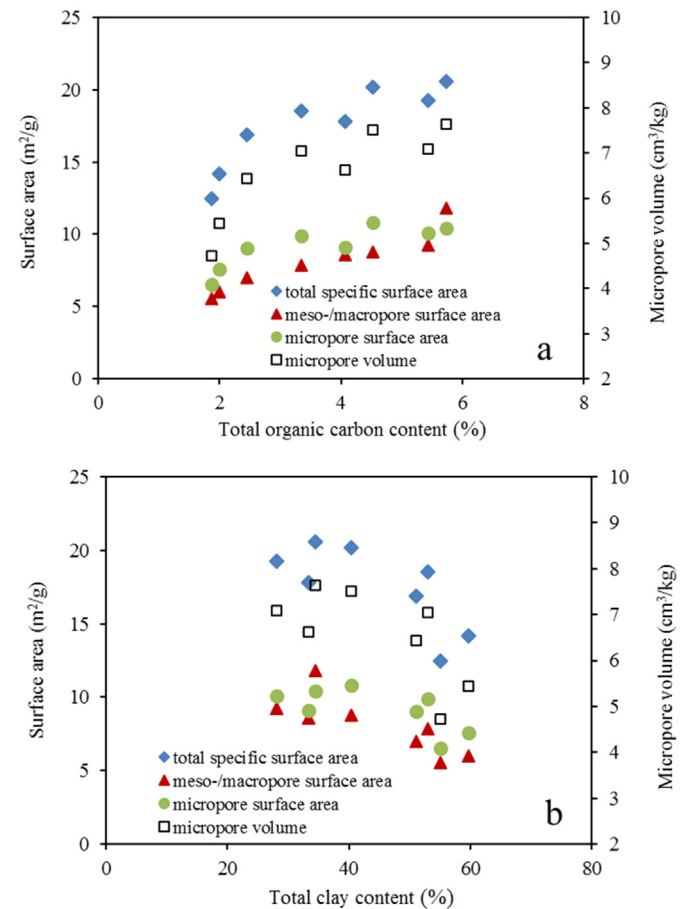 25
20
15
10
5
0
Surface area (m²/g)
10
9
8
7
6
5
4
3
2
Micropore volume (cm³/kg)
total specific surface area
meso-/macropore surface area
micropore surface area
micropore volume
a
0 2 4 6 8
Total organic carbon content (%)
25
20
15
10
5
0
Surface area (m²/g)
10
9
8
7
6
5
4
3
2
Micropore volume (cm³/kg)
total specific surface area
meso-/macropore surface area
micropore surface area
micropore volume
b
0 20 40 60 80
Total clay content (%)